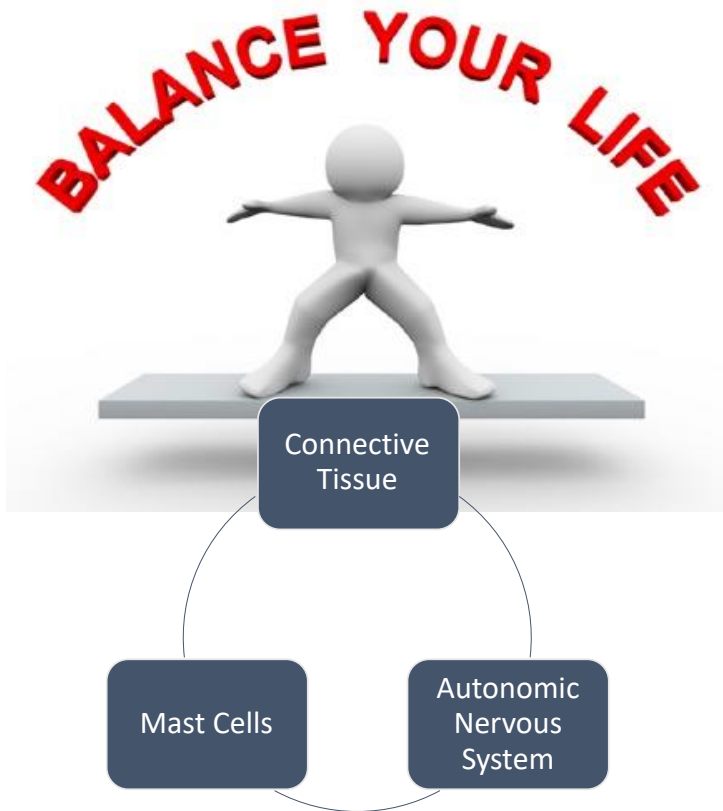 BALANCE YOUR LIFE
Connective
Tissue
Mast Cells
Autonomic
Nervous
System